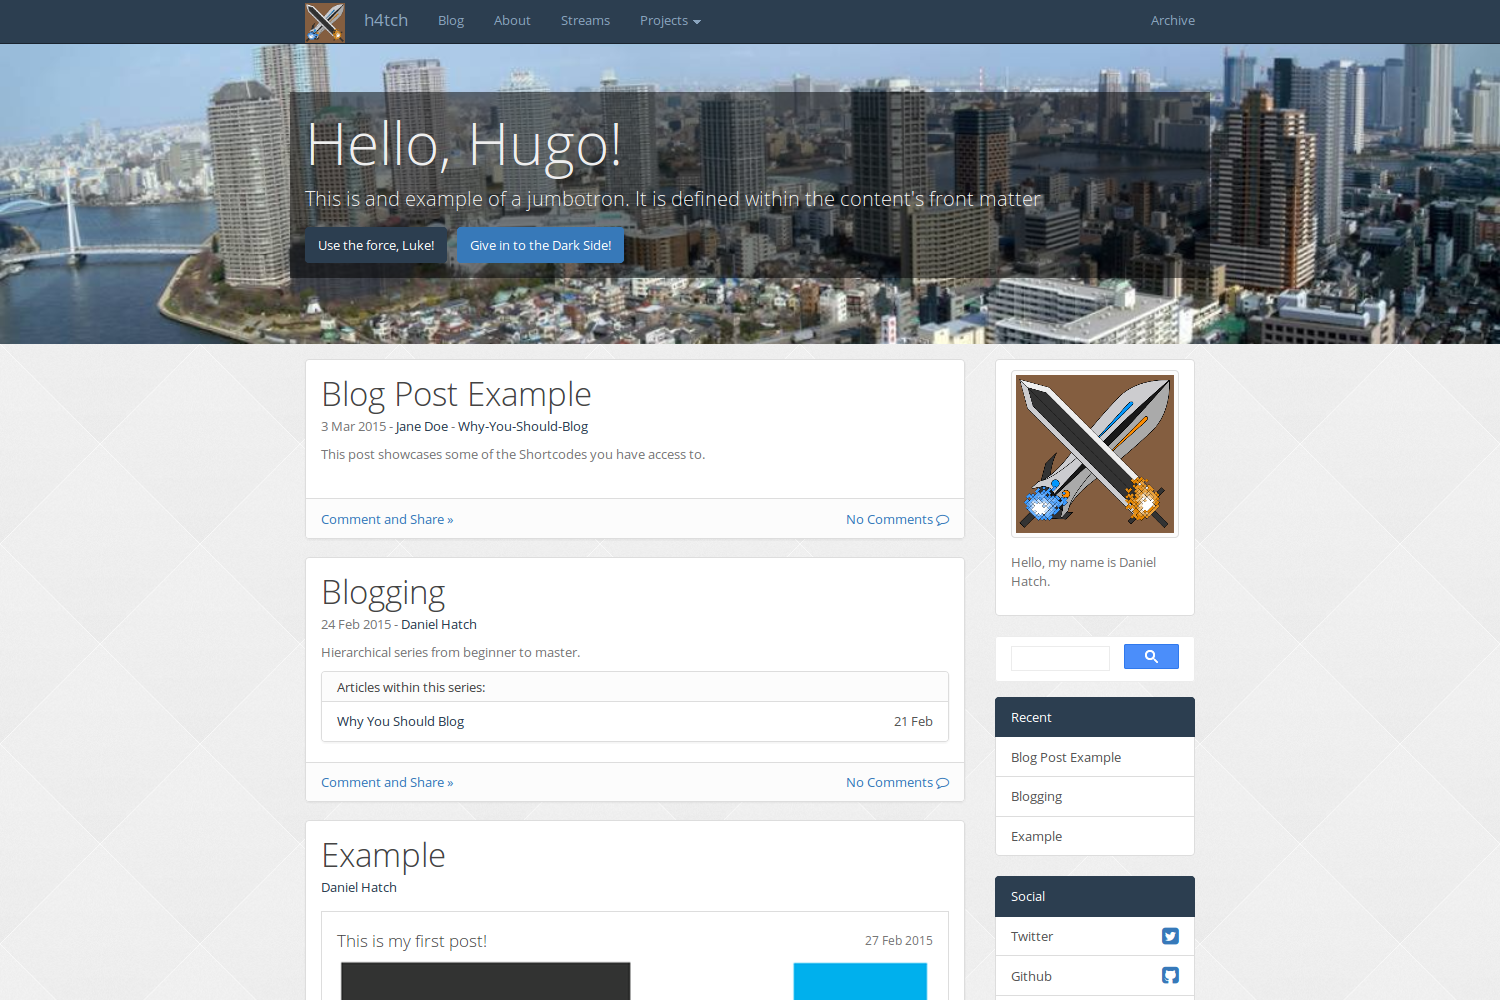 h4tch
Blog
About
Streams
Projects
Archive
Hello, Hugo!
This is and example of a jumbotron. It is defined within the content's front matter
Use the force, Luke!
Give in to the Dark Side!
Blog Post Example
3 Mar 2015 - Jane Doe - Why-You-Should-Blog
This post showcases some of the Shortcodes you have access to.
Comment and Share »
No Comments
Blogging
24 Feb 2015 - Daniel Hatch
Hierarchical series from beginner to master.
Articles within this series:
Why You Should Blog
21 Feb
Comment and Share »
No Comments
Example
Daniel Hatch
This is my first post!
27 Feb 2015
Hello, my name is Daniel
Hatch.
Recent
Blog Post Example
Blogging
Example
Social
Twitter
Github